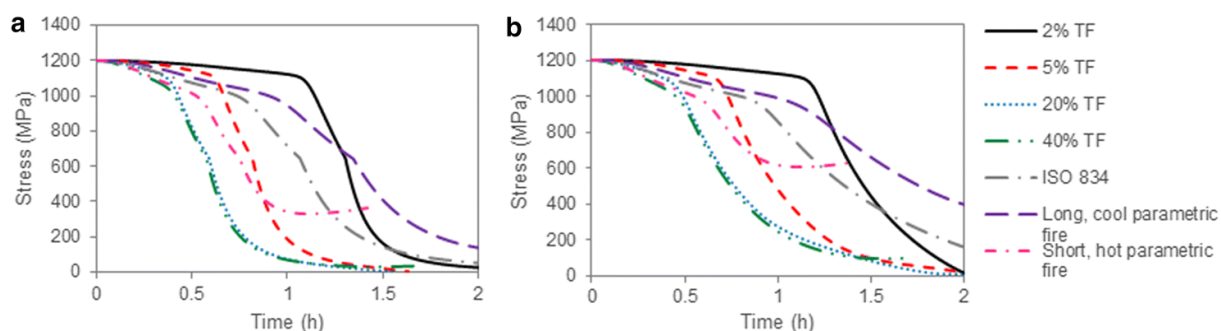 a
1400
1200
1000
800
600
400
200
0
Stress (MPa)
0 0.5 1 1.5 2
Time (h)
b
1400
1200
1000
800
600
400
200
0
Stress (MPa)
0 0.5 1 1.5 2
Time (h)
2% TF
5% TF
20% TF
40% TF
ISO 834
Long, cool parametric
fire
Short, hot parametric
fire